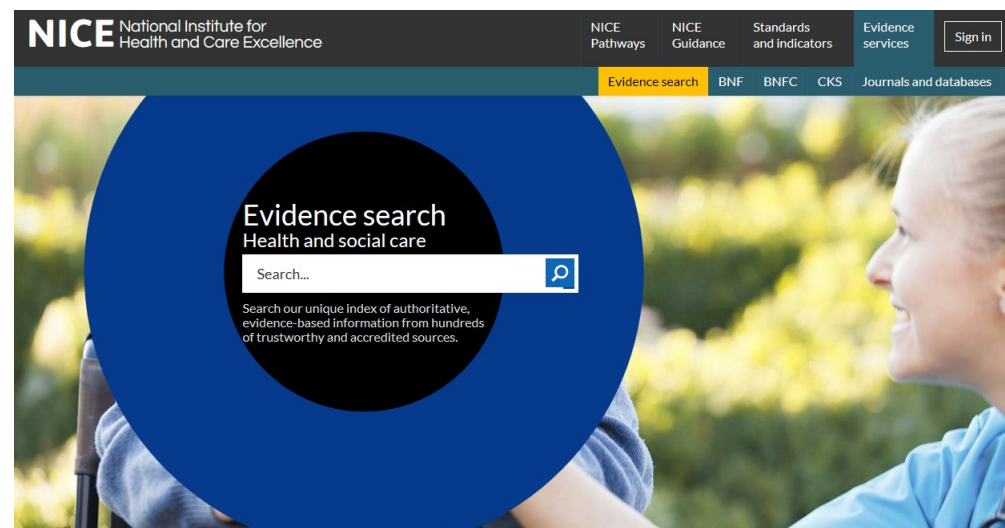 NICE National Institute for
Health and Care Excellence
NICE
Pathways
NICE
Guidance
Standards
and indicators
Evidence
services
Sign in
Evidence search
BNF
BNFC
CKS
Journals and databases
Evidence search
Health and social care
Search...
Search our unique index of authoritative,
evidence-based information from hundreds
of trustworthy and accredited sources.